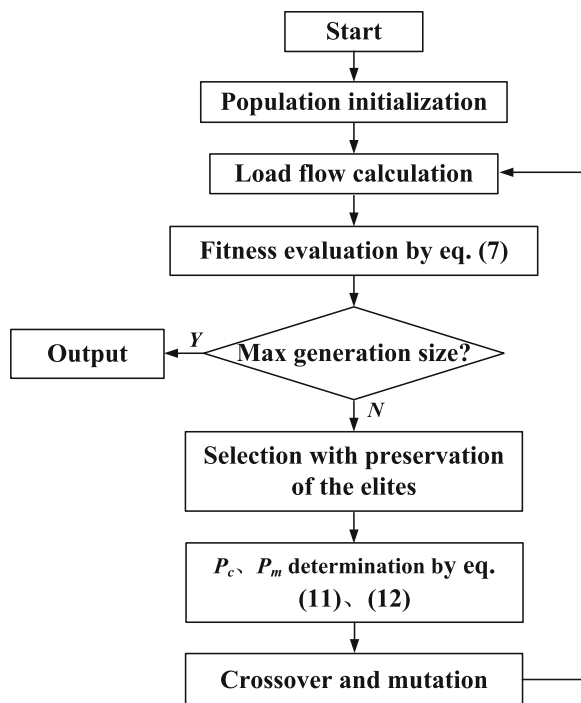 Start
Population initialization
Load flow calculation
Fitness evaluation by eq. (7)
Max generation size?
Y
Output
N
Selection with preservation
of the elites
Pc、Pm determination by eq.
(11)、(12)
Crossover and mutation